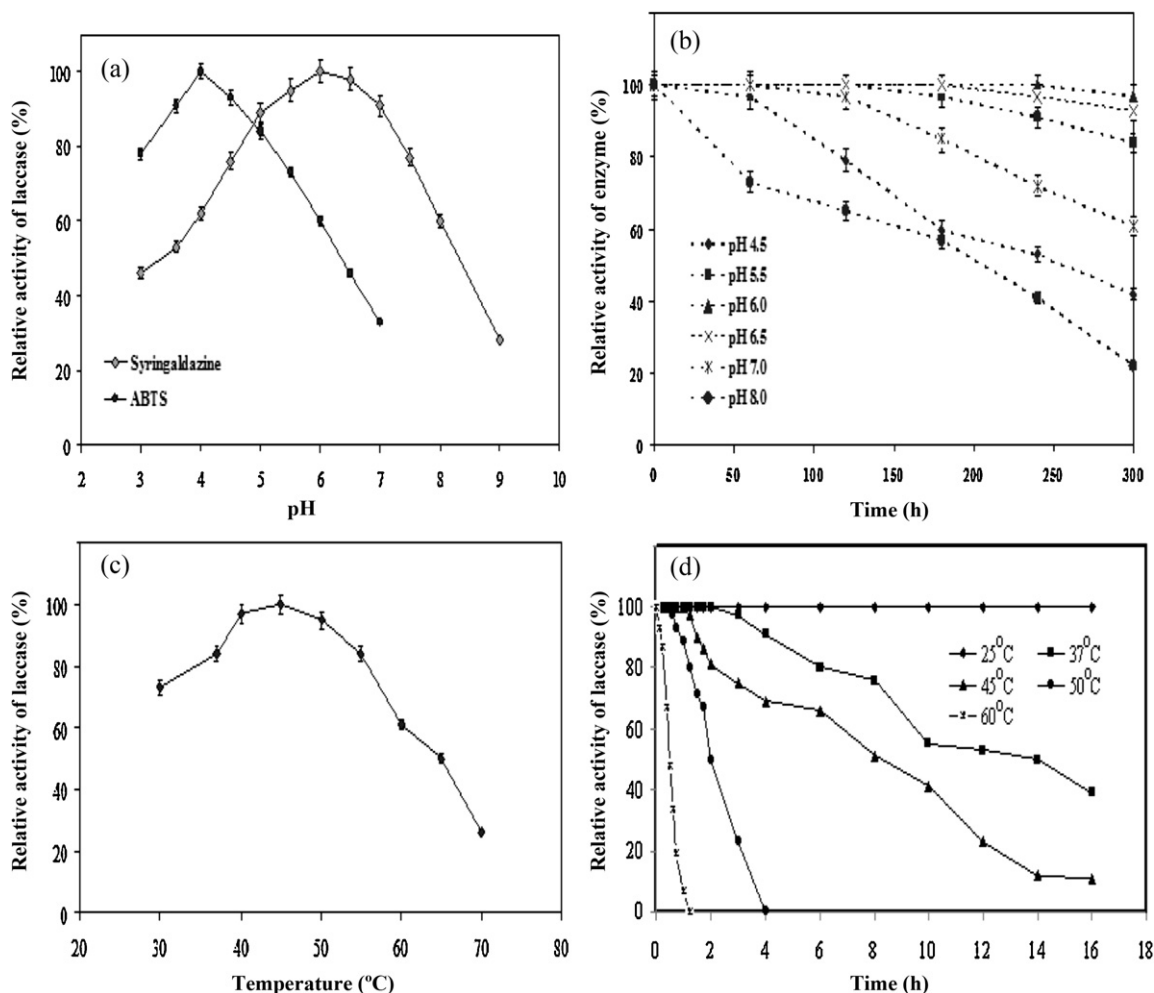 (a)
Relative activity of laccase (%)
100
80
60
40
20
0
Syringaldazine
ABTS
2 3 4 5 6 7 8 9 10
pH
(b)
Relative activity of enzyme (%)
100
80
60
40
20
0
pH 4.5
pH 5.5
pH 6.0
pH 6.5
pH 7.0
pH 8.0
0 50 100 150 200 250 300
Time (h)
(c)
Relative activity of laccase (%)
100
80
60
40
20
0
20 30 40 50 60 70 80
Temperature (ºC)
(d)
Relative activity of laccase (%)
100
80
60
40
20
0
25⁰C 37⁰C
45⁰C 50⁰C
60⁰C
0 2 4 6 8 10 12 14 16 18
Time (h)